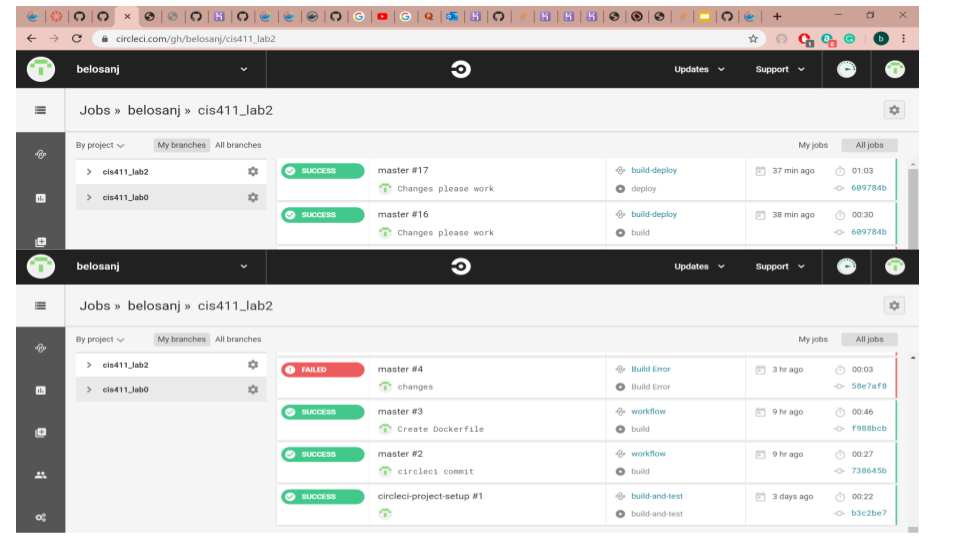 circleci.com/gh/belosanj/cis411_lab2
belosanj
Updates
Support
Jobs » belosanj » cis411_lab2
By project
My branches
All branches
My jobs
All jobs
cis411_lab2
cis411_lab0
SUCCESS
master #17
build-deploy
37 min ago
01:03
Changes please work
deploy
609784b
SUCCESS
master #16
build-deploy
38 min ago
00:30
Changes please work
build
609784b
belosanj
Updates
Support
Jobs » belosanj » cis411_lab2
By project
My branches
All branches
My jobs
All jobs
cis411_lab2
cis411_lab0
FAILED
master #4
Build Error
3 hr ago
00:03
changes
Build Error
58e7af8
SUCCESS
master #3
workflow
9 hr ago
00:46
Create Dockerfile
build
f988bcb
SUCCESS
master #2
workflow
9 hr ago
00:27
circleci commit
build
738645b
SUCCESS
circleci-project-setup #1
build-and-test
3 days ago
00:22
build-and-test
b3c2be7